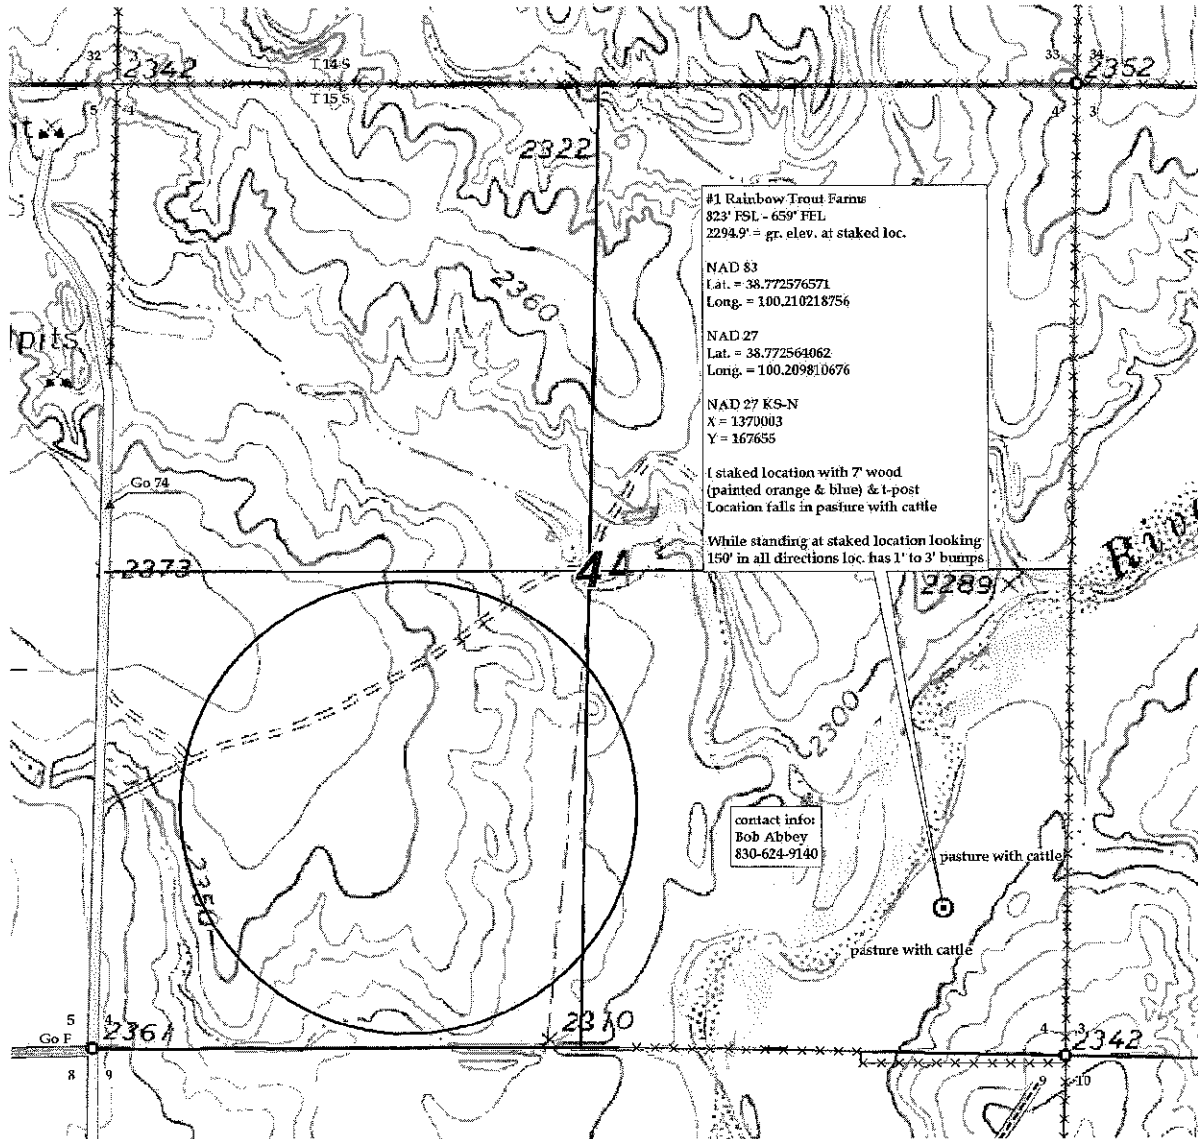 32
2342
T 14 S
33
34
2352
5
4
T 15 S
4
3
2322
#1 Rainbow Trout Farms
823' FSL - 659' FEL
2294.9' = gr. elev. at staked loc.
NAD 83
Lat. = 38.772576571
Long. = 100.210218756
NAD 27
Lat. = 38.772564062
Long. = 100.209810676
NAD 27 KS-N
X = 1370003
Y = 167655
I staked location with 7' wood
(painted orange & blue) & t-post
Location falls in pasture with cattle
While standing at staked location looking
150' in all directions loc. has 1' to 3' bumps
2360
pits
Go 74
2373
4
4
2289
2300
contact info:
Bob Abbey
830-624-9140
pasture with cattle
2350
pasture with cattle
5
4
Go F
2361
2310
4
3
2342
8
9
9
10